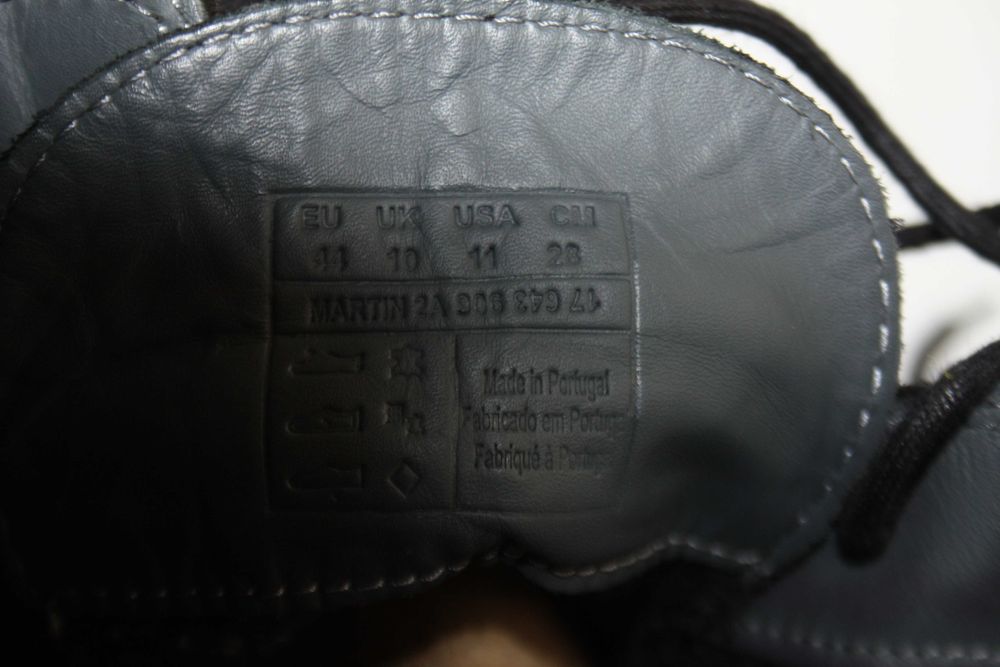 EU UK USA CM
44 10 11 28
MARTIN 2A 906 643 17
Made in Portugal
Fabricado em Portugal
Fabriqué à Portugal